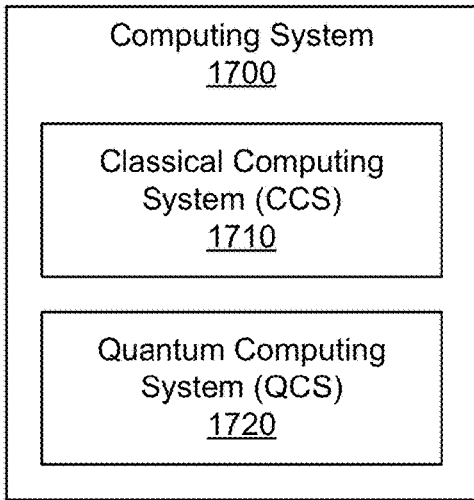 Computing System
1700
Classical Computing
System (CCS)
1710
Quantum Computing
System (QCS)
1720